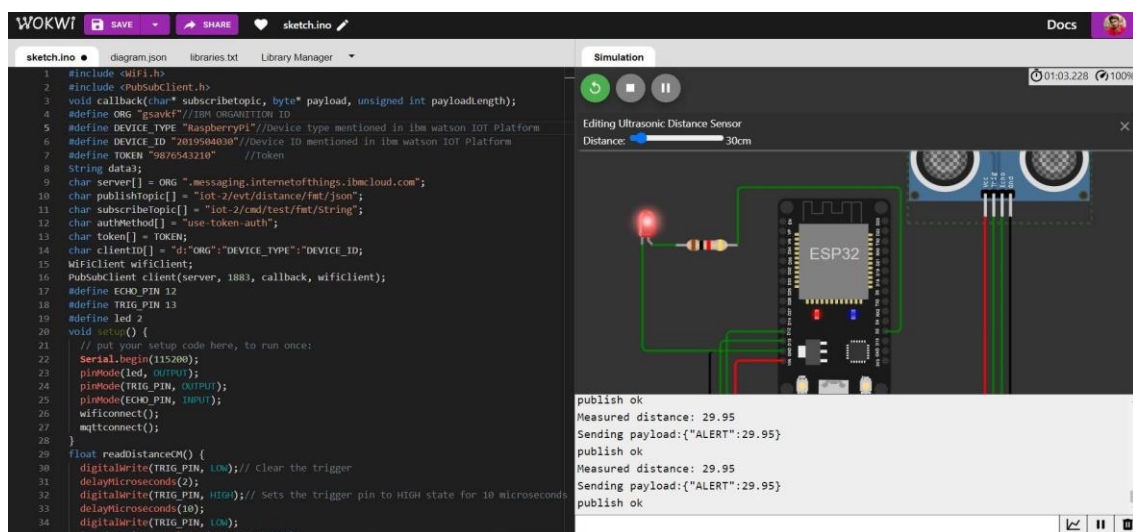 WOKWI SAVE SHARE sketch.ino Docs
sketch.ino diagram.json libraries.txt Library Manager
1 #include <WiFi.h>
2 #include <PubSubClient.h>
3 void callback(char* subscribetopic, byte* payload, unsigned int payloadLength);
4 #define ORG "gsavkf"//IBM ORGANITION ID
5 #define DEVICE_TYPE "RaspberryPi"//Device type mentioned in ibm watson IOT Platform
6 #define DEVICE_ID "2019504030"//Device ID mentioned in ibm watson IOT Platform
7 #define TOKEN "9876543210" //Token
8 String data3;
9 char server[] = ORG ".messaging.internetofthings.ibmcloud.com";
10 char publishTopic[] = "iot-2/evt/distance/fmt/json";
11 char subscribeTopic[] = "iot-2/cmd/test/fmt/String";
12 char authMethod[] = "use-token-auth";
13 char token[] = TOKEN;
14 char clientID[] = "d:"ORG":"DEVICE_TYPE":"DEVICE_ID;
15 WiFiClient wifiClient;
16 PubSubClient client(server, 1883, callback, wifiClient);
17 #define ECHO_PIN 12
18 #define TRIG_PIN 13
19 #define led 2
20 void setup() {
21 // put your setup code here, to run once:
22 Serial.begin(115200);
23 pinMode(led, OUTPUT);
24 pinMode(TRIG_PIN, OUTPUT);
25 pinMode(ECHO_PIN, INPUT);
26 wificonnect();
27 mqttconnect();
28 }
29 float readDistanceCM() {
30 digitalWrite(TRIG_PIN, LOW);// Clear the trigger
31 delayMicroseconds(2);
32 digitalWrite(TRIG_PIN, HIGH);// Sets the trigger pin to HIGH state for 10 microseconds
33 delayMicroseconds(10);
34 digitalWrite(TRIG_PIN, LOW);
Simulation
01:03.228 100%
Editing Ultrasonic Distance Sensor
Distance: 30cm
Vcc Trig Echo Gnd
ESP32
publish ok
Measured distance: 29.95
Sending payload:{"ALERT":29.95}
publish ok
Measured distance: 29.95
Sending payload:{"ALERT":29.95}
publish ok